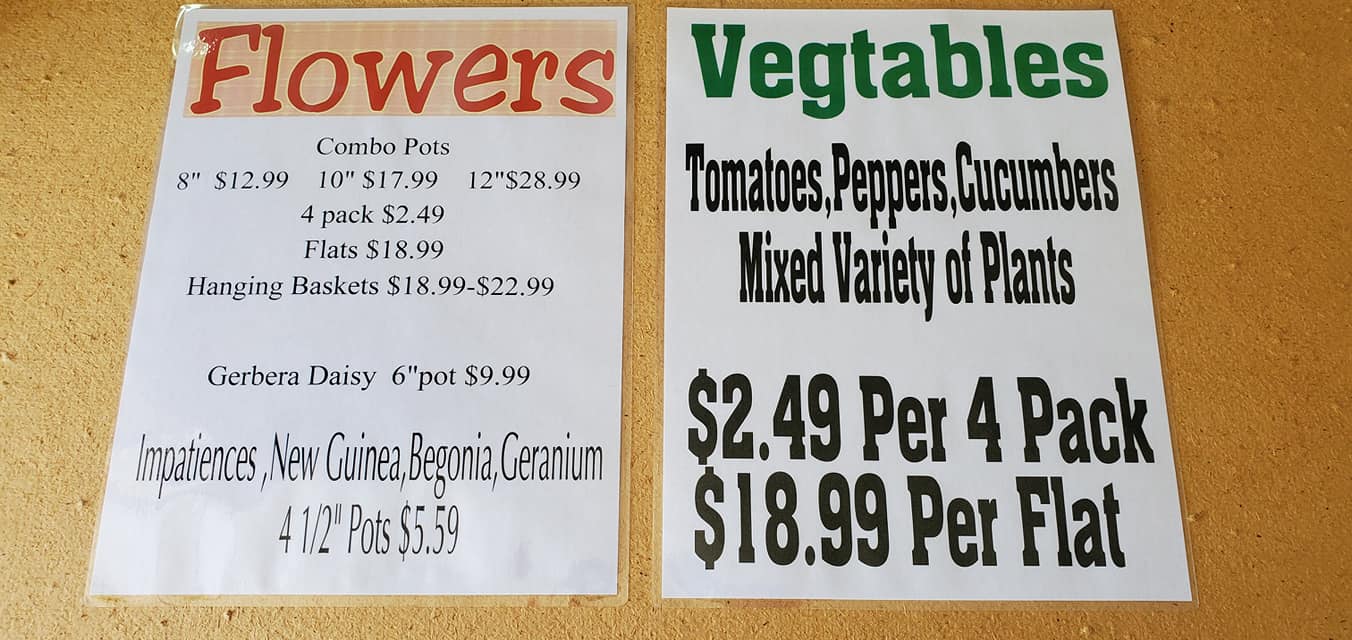 Flowers
Combo Pots
8" $12.99 10" $17.99 12"$28.99
4 pack $2.49
Flats $18.99
Hanging Baskets $18.99-$22.99
Gerbera Daisy 6"pot $9.99
Impatiences ,New Guinea,Begonia,Geranium
4 1/2" Pots $5.59
Vegtables
Tomatoes,Peppers,Cucumbers
Mixed Variety of Plants
$2.49 Per 4 Pack
$18.99 Per Flat